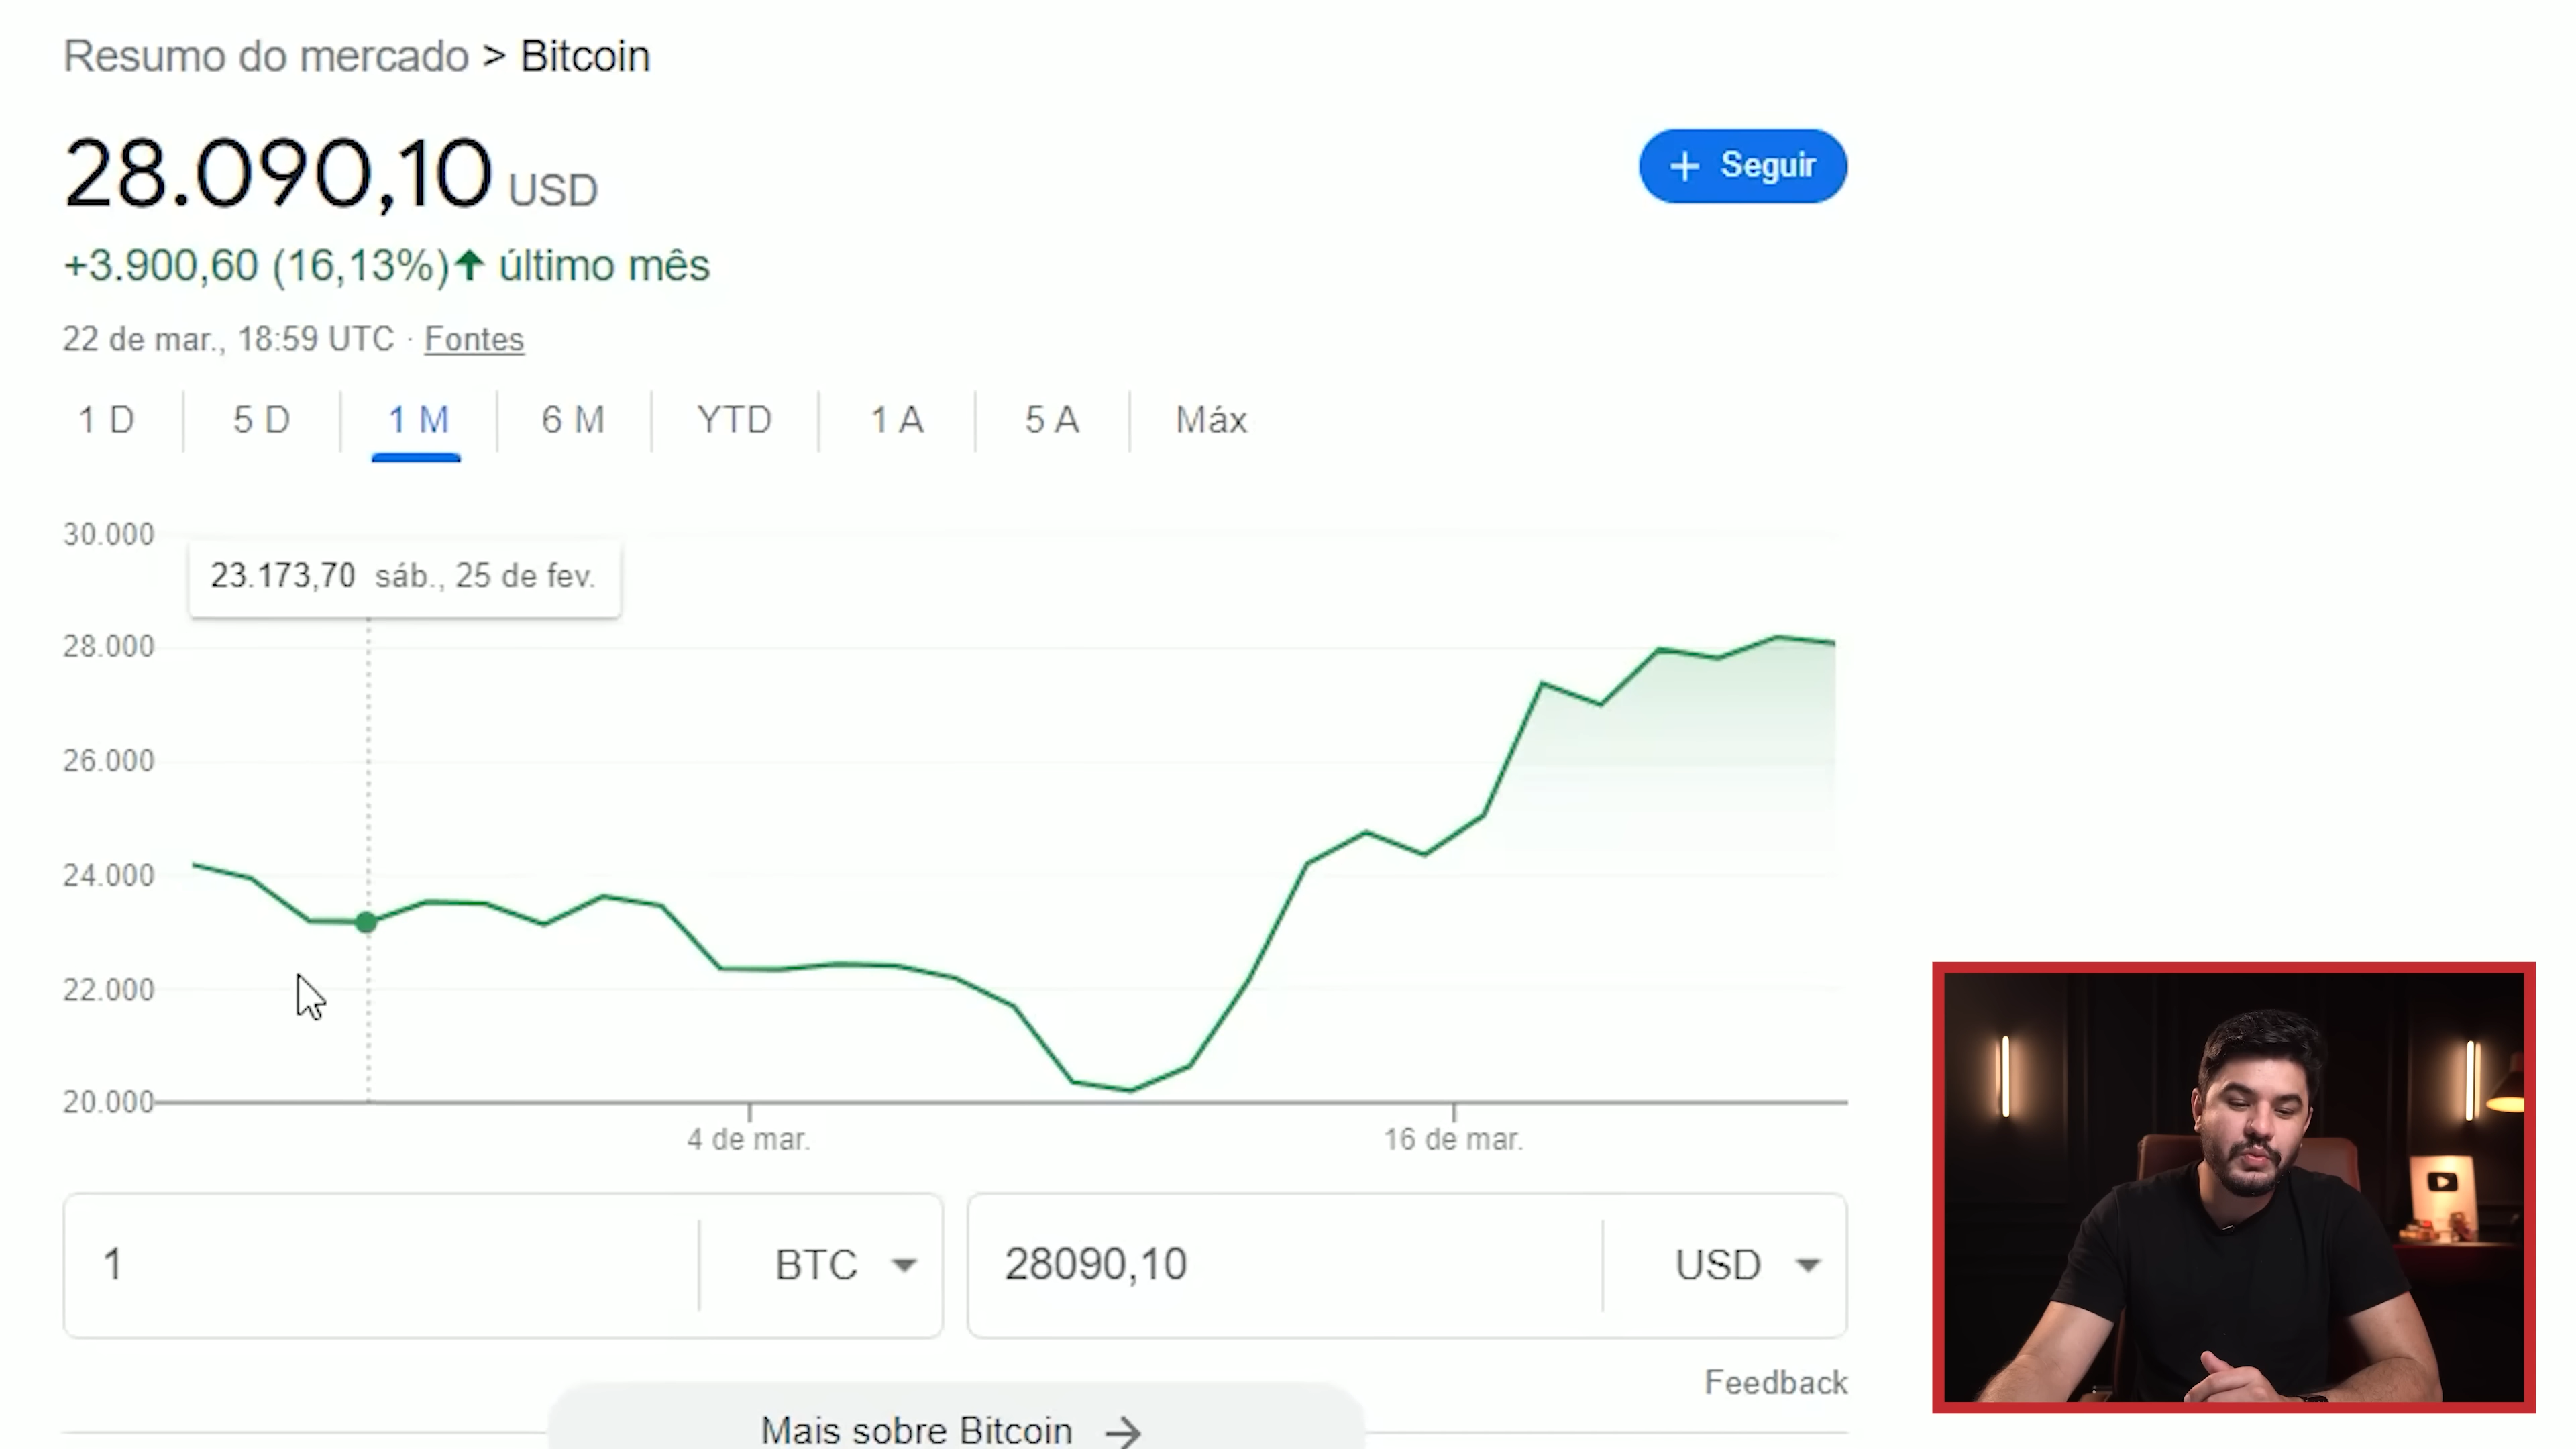 Resumo do mercado > Bitcoin
28.090,10 USD
+ Seguir
+3.900,60 (16,13%) ↑ último mês
22 de mar., 18:59 UTC · Fontes
1 D 5 D 1 M 6 M YTD 1 A 5 A Máx
30.000
23.173,70 sáb., 25 de fev.
28.000
26.000
24.000
22.000
20.000
4 de mar. 16 de mar.
1 BTC 28090,10 USD
Feedback
Mais sobre Bitcoin →